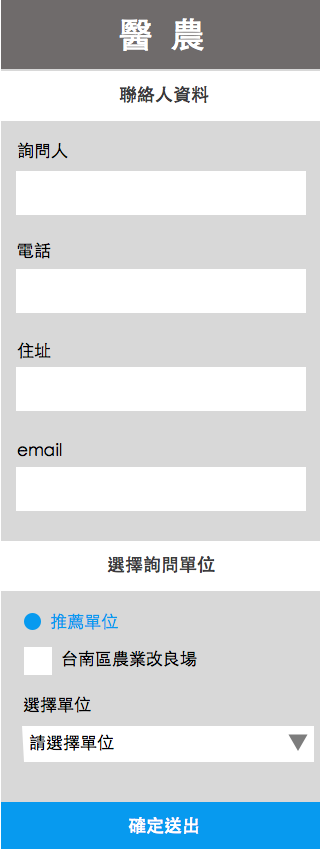 醫 農
聯絡人資料
詢問人
電話
住址
email
選擇詢問單位
推薦單位
台南區農業改良場
選擇單位
請選擇單位
確定送出